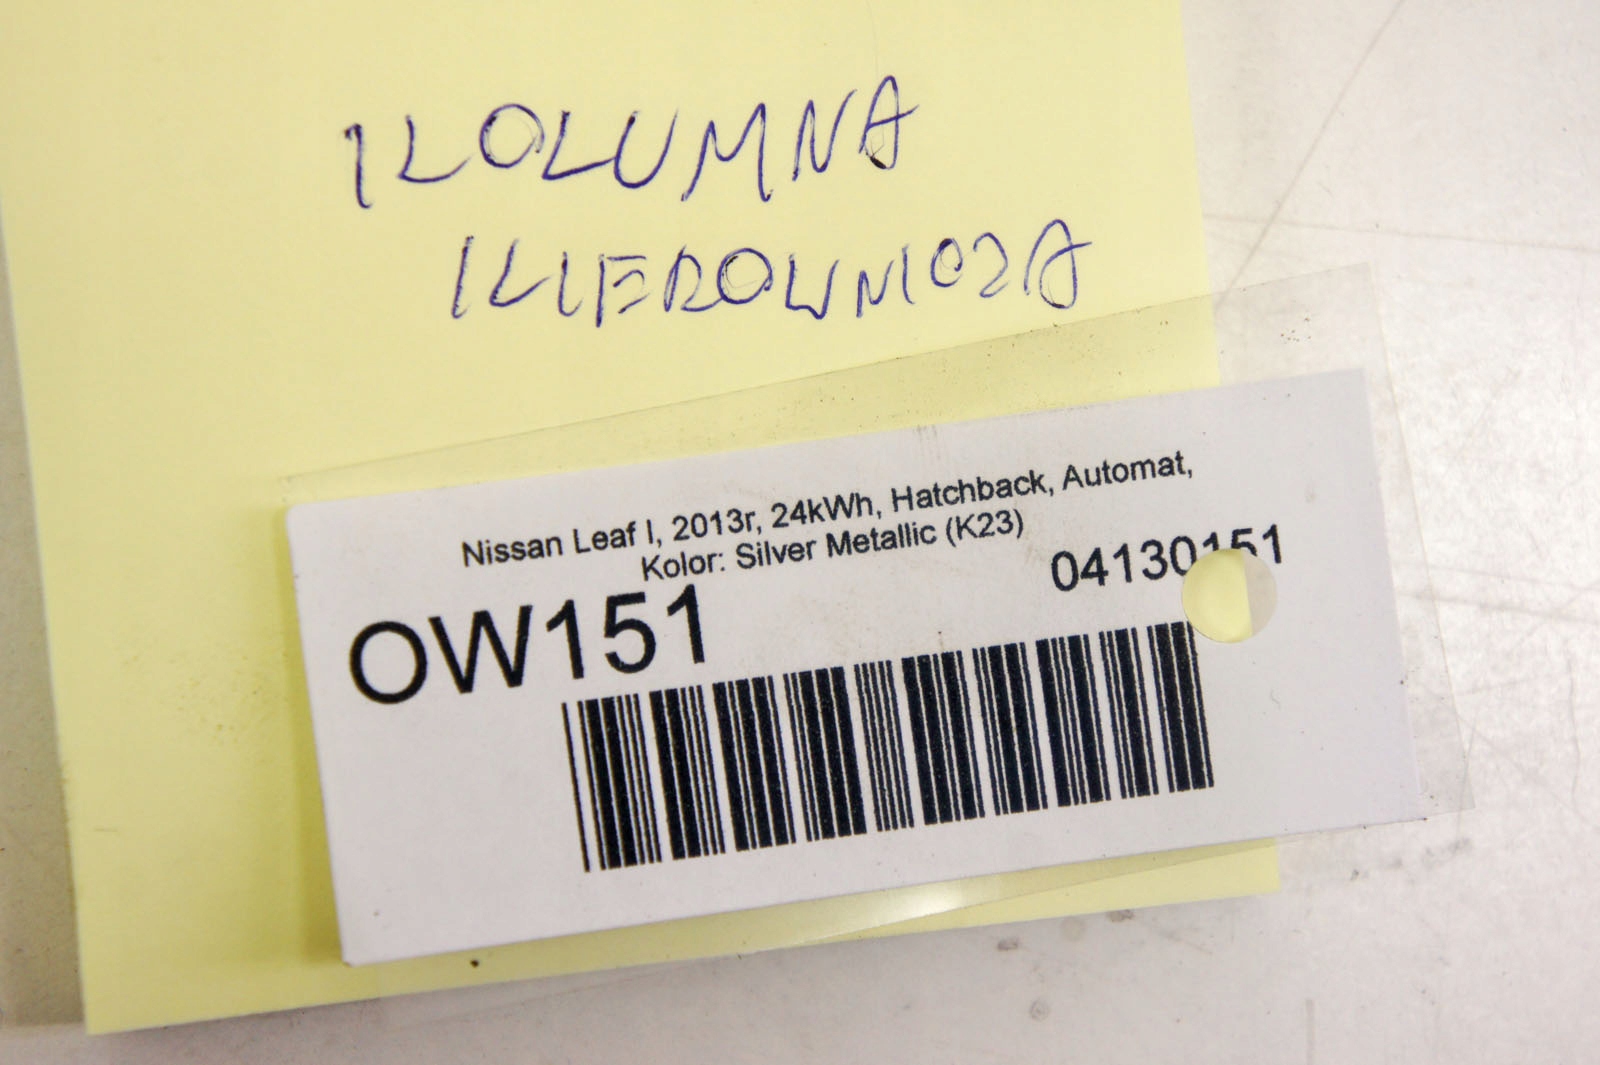 KOLUMNA
KIEROWNICZA
Nissan Leaf I, 2013r, 24kWh, Hatchback, Automat,
Kolor: Silver Metallic (K23)
04130151
OW151